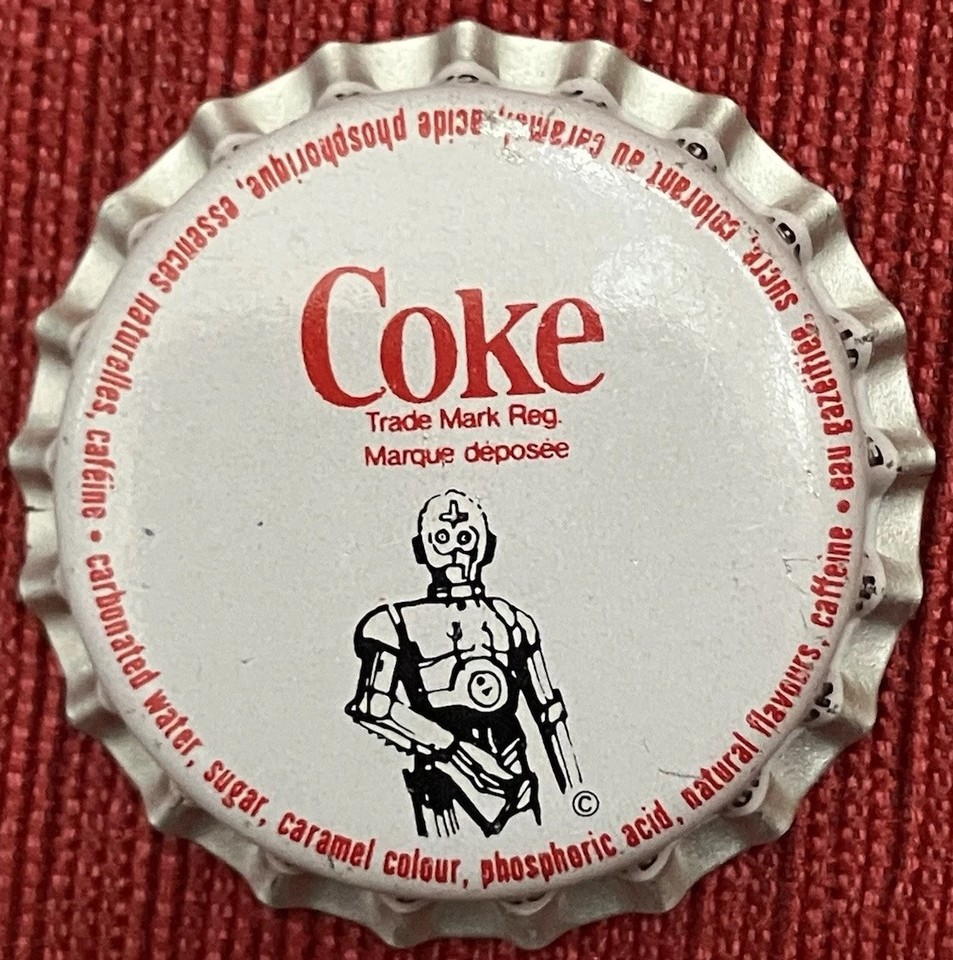 Coke
Trade Mark Reg.
Marque déposée
©
carbonated water, sugar, caramel colour, phosphoric acid, natural flavours, caffeine •
eau gazéifiée, sucre, colorant au caramel, acide phosphorique, essences naturelles, caféine •